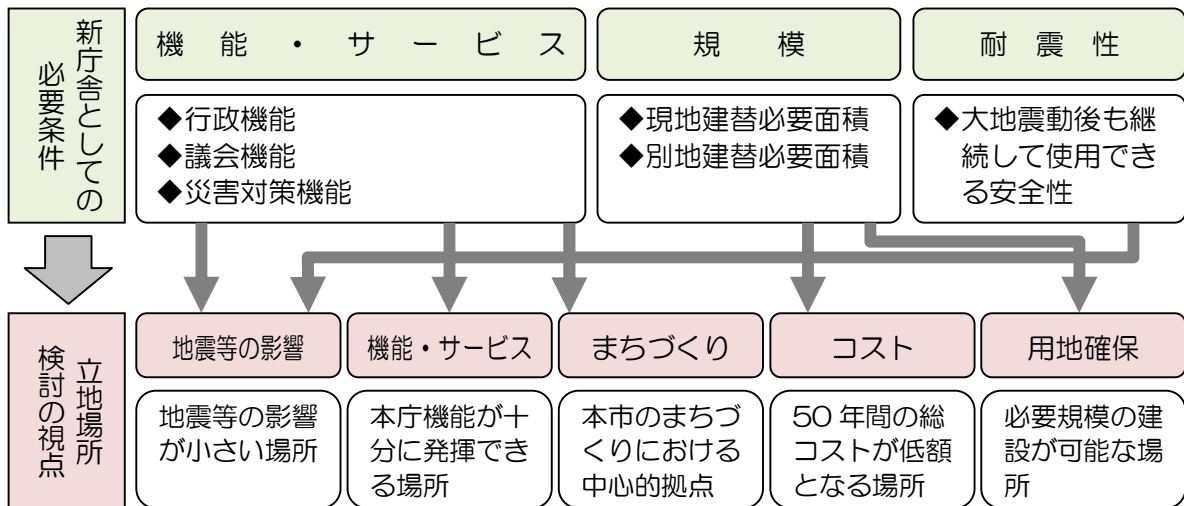 新庁舎としての
必要条件
機能・サービス
規模
耐震性
◆行政機能
◆議会機能
◆災害対策機能
◆現地建替必要面積
◆別地建替必要面積
◆大地震動後も継
続して使用でき
る安全性
立地場所
検討の視点
地震等の影響
機能・サービス
まちづくり
コスト
用地確保
地震等の影響
が小さい場所
本庁機能が十
分に発揮でき
る場所
本市のまちづ
くりにおける
中心的拠点
50年間の総
コストが低額
となる場所
必要規模の建
設が可能な場
所